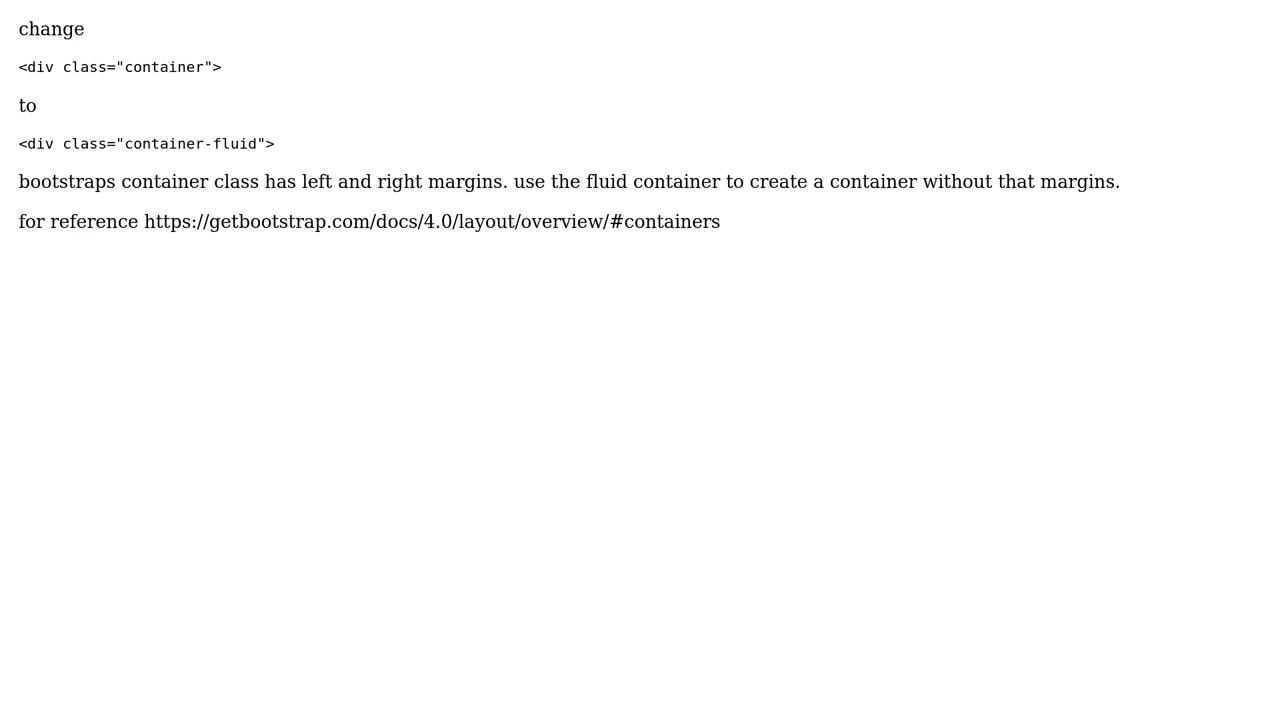 change
<div class="container">
to
<div class="container-fluid">
bootstraps container class has left and right margins. use the fluid container to create a container without that margins.
for reference https://getbootstrap.com/docs/4.0/layout/overview/#containers